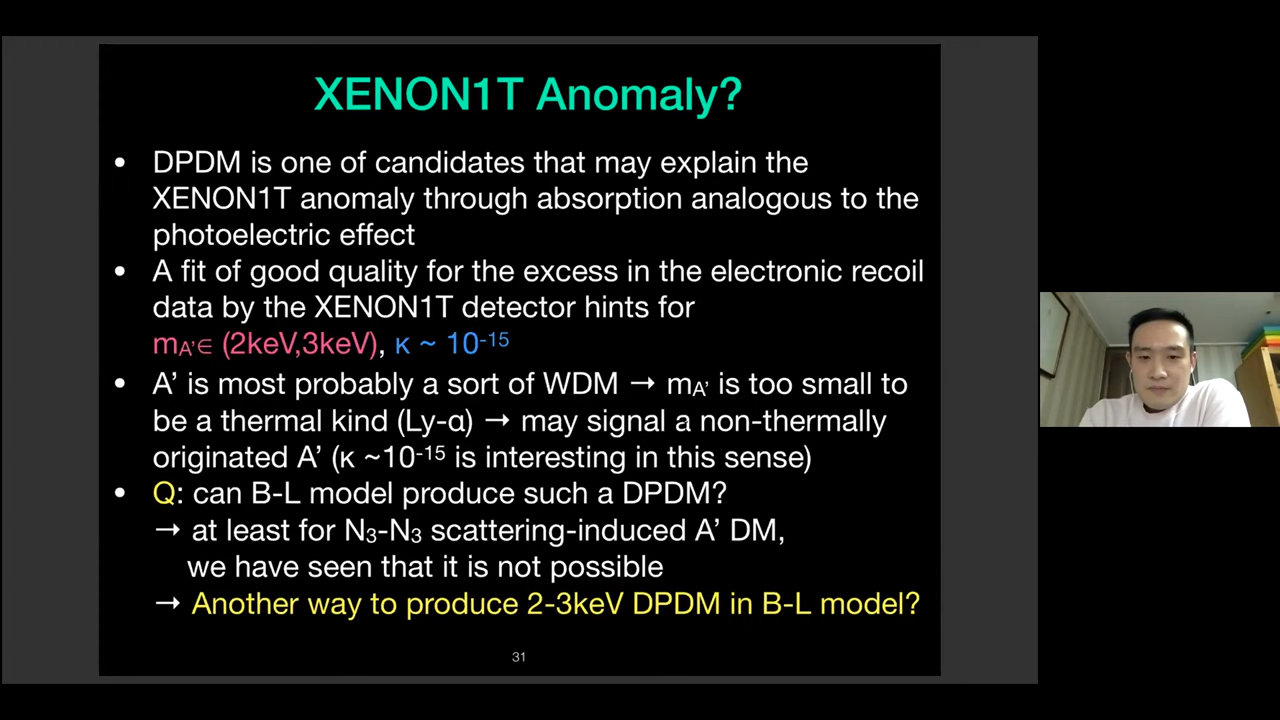 XENON1T Anomaly?
• DPDM is one of candidates that may explain the
XENON1T anomaly through absorption analogous to the
photoelectric effect
• A fit of good quality for the excess in the electronic recoil
data by the XENON1T detector hints for
mA'∈ (2keV,3keV), κ ~ 10-15
• A' is most probably a sort of WDM → mA' is too small to
be a thermal kind (Ly-α) → may signal a non-thermally
originated A' (κ ~10-15 is interesting in this sense)
• Q: can B-L model produce such a DPDM?
→ at least for N3-N3 scattering-induced A' DM,
we have seen that it is not possible
→ Another way to produce 2-3keV DPDM in B-L model?
31